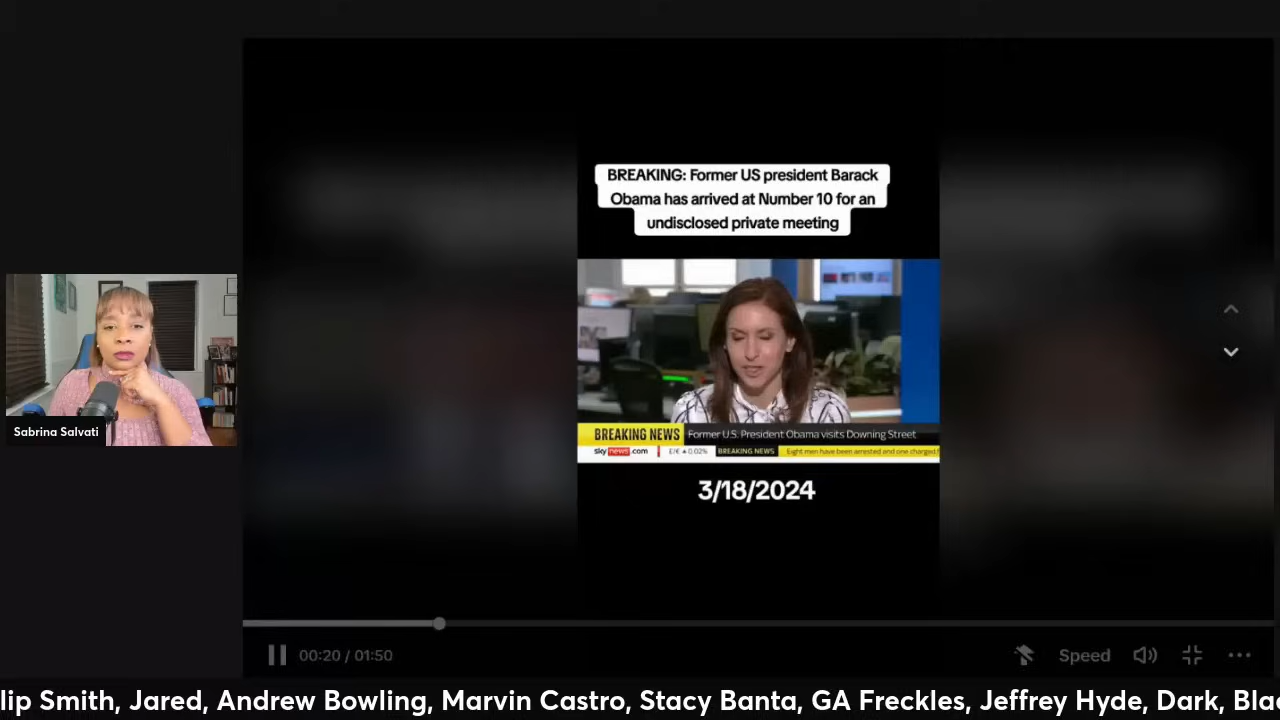 BREAKING: Former US president Barack
Obama has arrived at Number 10 for an
undisclosed private meeting
Sabrina Salvati
BREAKING NEWS Former U.S. President Obama visits Downing Street
sky news.com £/€ 0.02% BREAKING NEWS Eight men have been arrested and one charged
3/18/2024
00:20 / 01:50
Speed
lip Smith, Jared, Andrew Bowling, Marvin Castro, Stacy Banta, GA Freckles, Jeffrey Hyde, Dark, Bla